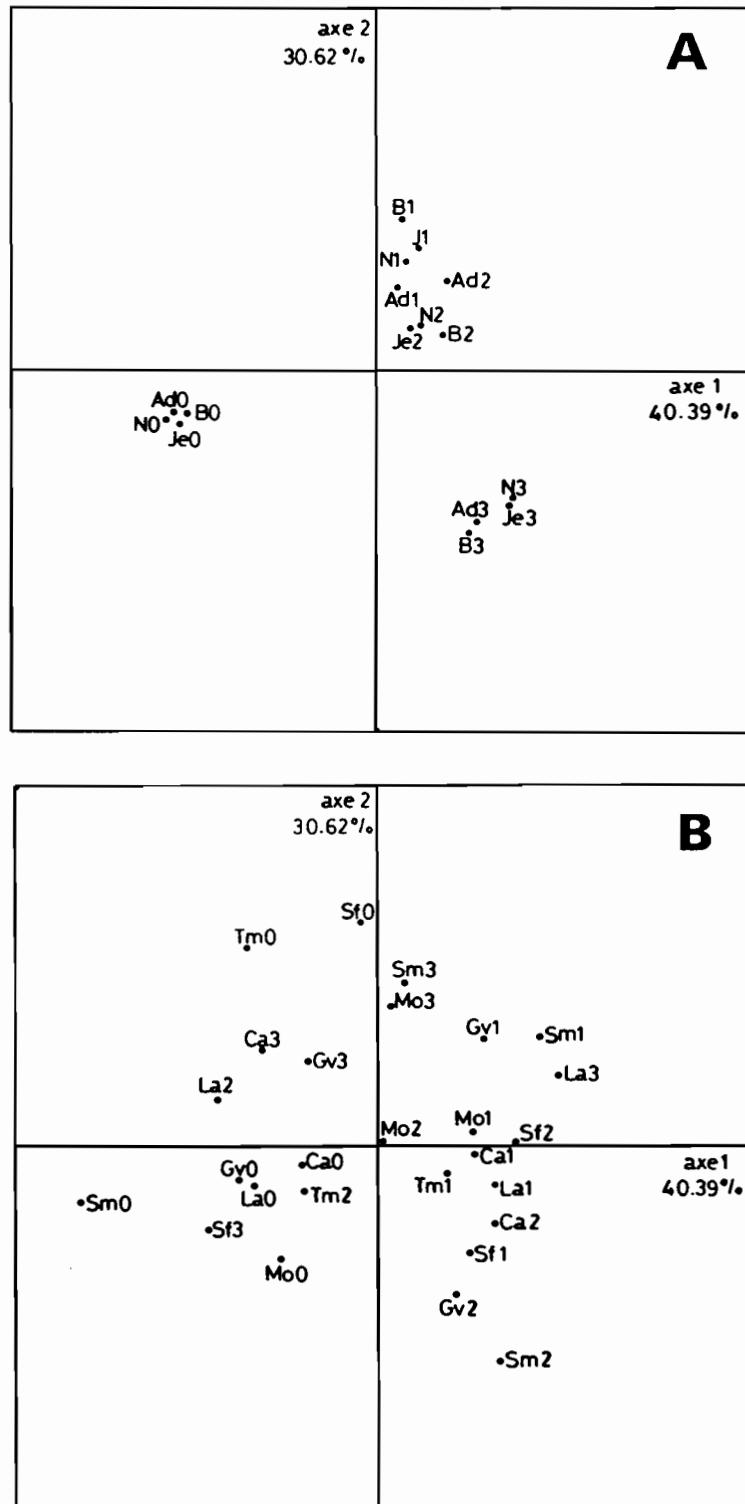 axe 2
30.62 %
A
B1
J1
N1
Ad2
Ad1
N2
Je2
B2
axe 1
40.39 %
Ad0
B0
N0
Je0
N3
Ad3
Je3
B3
axe 2
30.62 %
B
Sf0
Tm0
Sm3
Mo3
Gv1
Sm1
Ca3
Gv3
La3
La2
Mo2
Mo1
Sf2
Ca0
Ca1
axe1
40.39 %
Gv0
Tm1
La1
Sm0
La0
Tm2
Sf3
Ca2
Mo0
Sf1
Gv2
Sm2